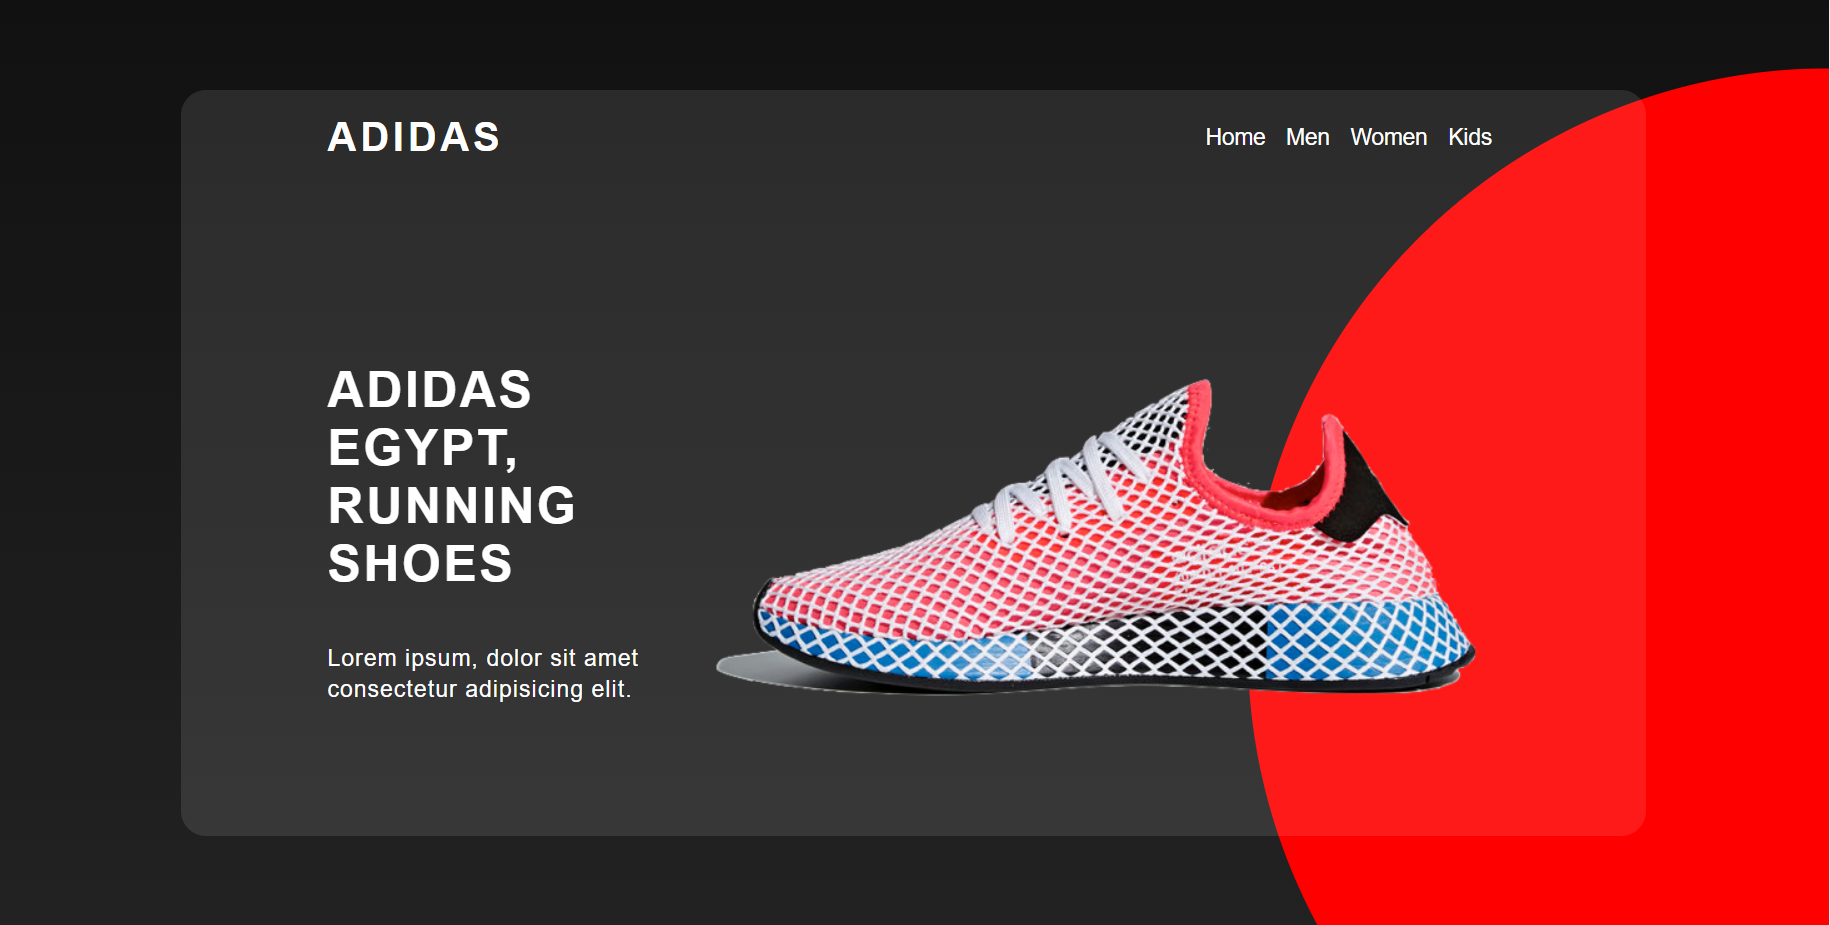 ADIDAS
Home Men Women Kids
ADIDAS
EGYPT,
RUNNING
SHOES
Lorem ipsum, dolor sit amet
consectetur adipisicing elit.